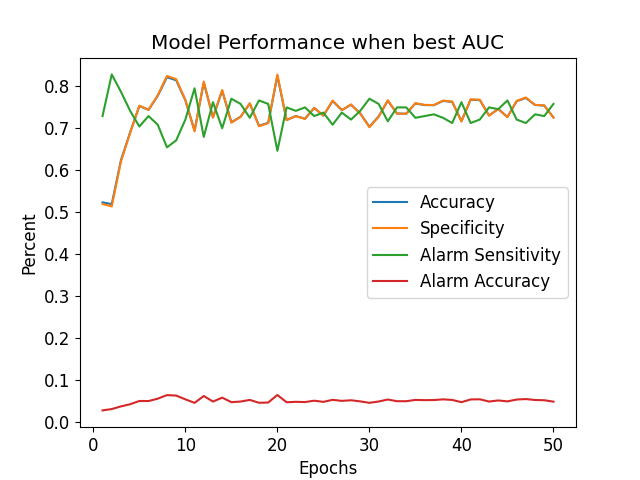 Model Performance when best AUC
Percent
0.8
0.7
0.6
0.5
0.4
0.3
0.2
0.1
0.0
Accuracy
Specificity
Alarm Sensitivity
Alarm Accuracy
0 10 20 30 40 50
Epochs